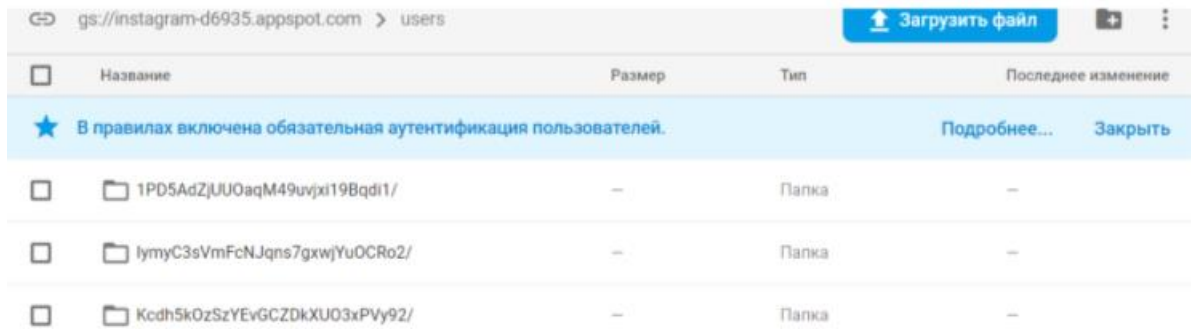 gs://instagram-d6935.appspot.com > users Загрузить файл
Название Размер Тип Последнее изменение
В правилах включена обязательная аутентификация пользователей. Подробнее... Закрыть
1PD5AdZjUUOaqM49uvjxi19Bqdi1/ — Папка —
IymyC3sVmFcNJqns7gxwjYuOCRo2/ — Папка —
Kcdh5kOzSzYEvGCZDkXUO3xPVy92/ — Папка —